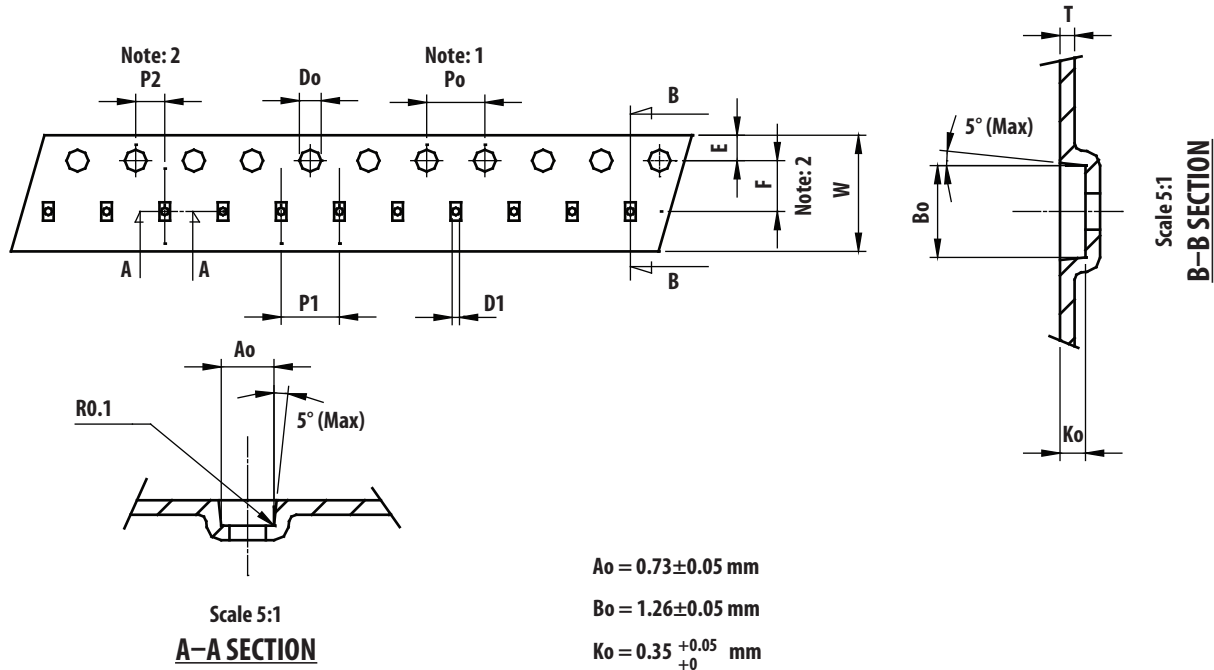 Note: 2
P2
Do
Note: 1
Po
B
E
F
Note: 2
W
A
A
P1
D1
B
T
5° (Max)
Bo
Ko
Scale 5:1
B–B SECTION
Ao
R0.1
5° (Max)
Scale 5:1
A–A SECTION
Ao = 0.73±0.05 mm
Bo = 1.26±0.05 mm
Ko = 0.35 +0.05 +0 mm